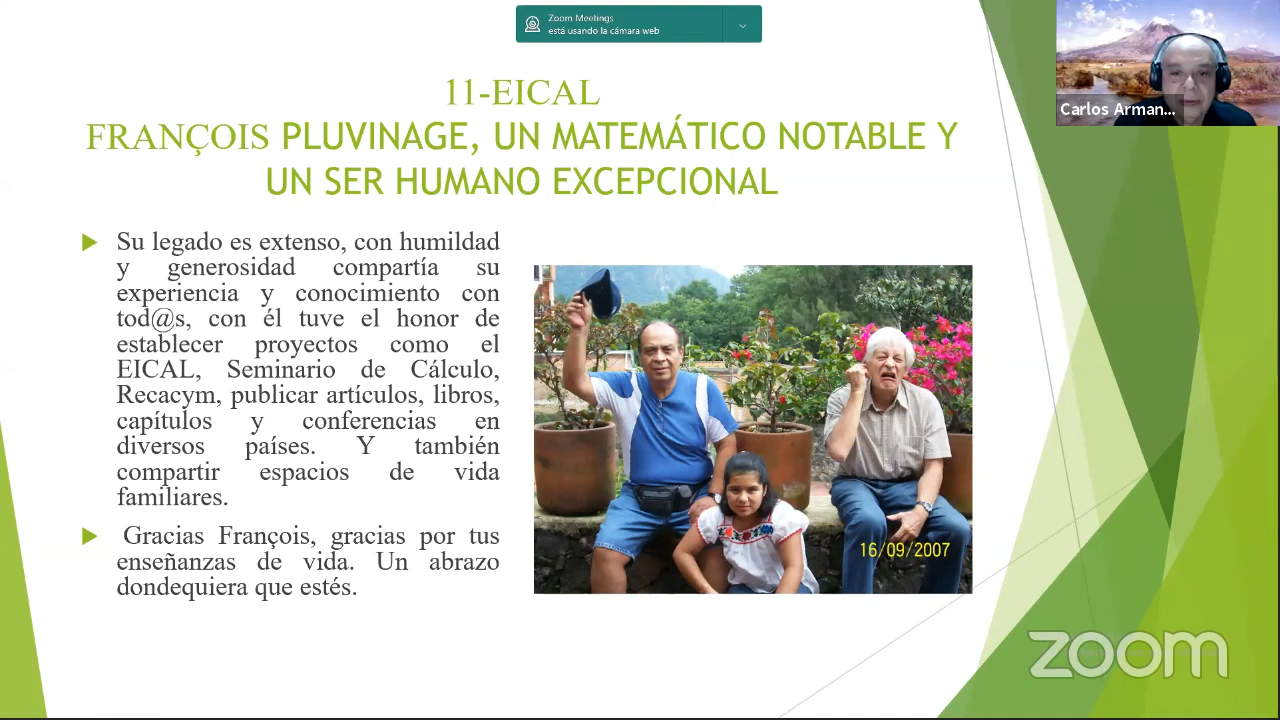 Zoom Meetings
está usando la cámara web
Carlos Arman...
11-EICAL
FRANÇOIS PLUVINAGE, UN MATEMÁTICO NOTABLE Y
UN SER HUMANO EXCEPCIONAL
Su legado es extenso, con humildad
y generosidad compartía su
experiencia y conocimiento con
tod@s, con él tuve el honor de
establecer proyectos como el
EICAL, Seminario de Cálculo,
Recacym, publicar artículos, libros,
capítulos y conferencias en
diversos países. Y también
compartir espacios de vida
familiares.
Gracias François, gracias por tus
enseñanzas de vida. Un abrazo
dondequiera que estés.
16/09/2007
zoom